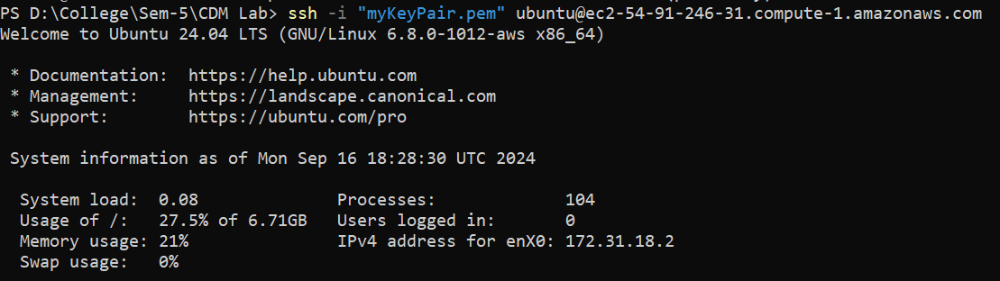 PS D:\College\Sem-5\CDM Lab> ssh -i "myKeyPair.pem" ubuntu@ec2-54-91-246-31.compute-1.amazonaws.com
Welcome to Ubuntu 24.04 LTS (GNU/Linux 6.8.0-1012-aws x86_64)

 * Documentation:  https://help.ubuntu.com
 * Management:     https://landscape.canonical.com
 * Support:        https://ubuntu.com/pro

 System information as of Mon Sep 16 18:28:30 UTC 2024

  System load:  0.08              Processes:             104
  Usage of /:   27.5% of 6.71GB   Users logged in:       0
  Memory usage: 21%               IPv4 address for enX0: 172.31.18.2
  Swap usage:   0%